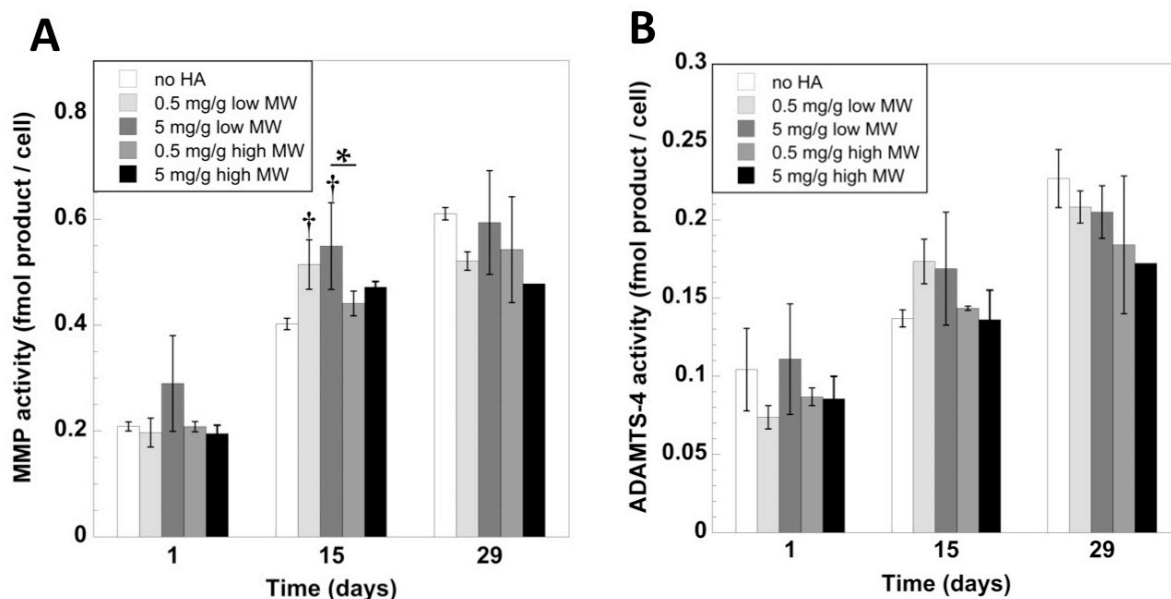 A
MMP activity (fmol product / cell)
0.8
0.6
0.4
0.2
0
no HA
0.5 mg/g low MW
5 mg/g low MW
0.5 mg/g high MW
5 mg/g high MW
†
†
*
1
15
29
Time (days)
B
ADAMTS-4 activity (fmol product / cell)
0.3
0.25
0.2
0.15
0.1
0.05
0
no HA
0.5 mg/g low MW
5 mg/g low MW
0.5 mg/g high MW
5 mg/g high MW
1
15
29
Time (days)